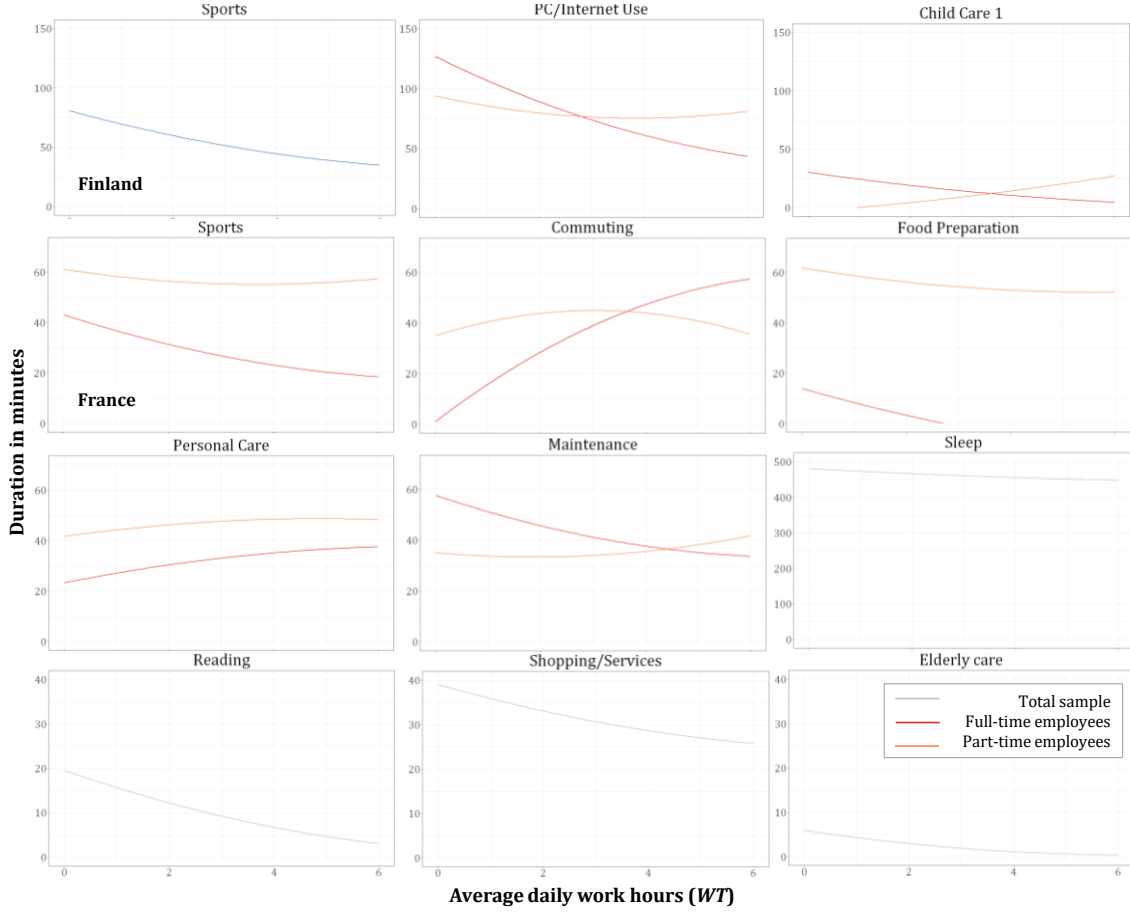 Sports
PC/Internet Use
Child Care 1
150
100
50
0
Finland
150
100
50
0
150
100
50
0
Sports
Commuting
Food Preparation
60
40
20
0
France
60
40
20
0
60
40
20
0
Duration in minutes
Personal Care
Maintenance
Sleep
60
40
20
0
60
40
20
0
500
400
300
200
100
0
Reading
Shopping/Services
Elderly care
40
30
20
10
0
0 2 4 6
40
30
20
10
0
0 2 4 6
40
30
20
10
0
0 2 4 6
Total sample
Full-time employees
Part-time employees
Average daily work hours (WT)